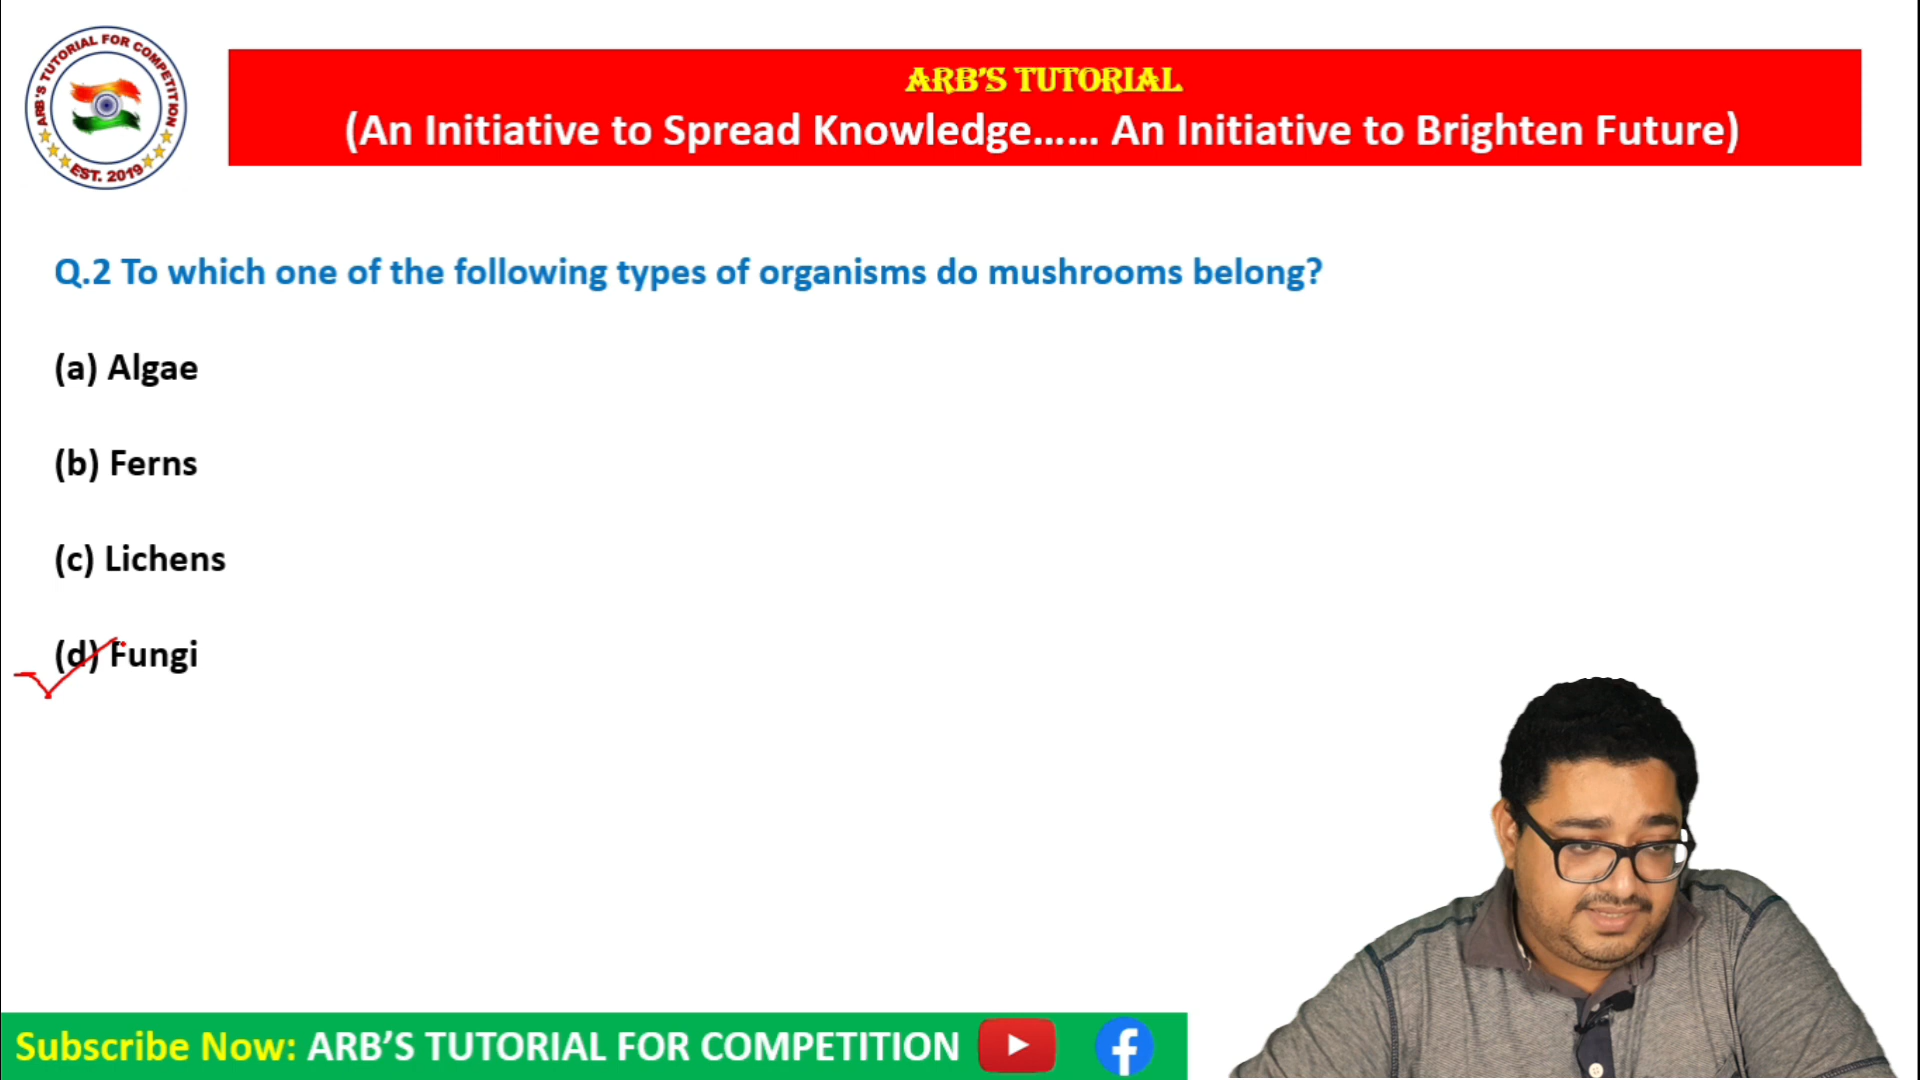 ARB'S TUTORIAL FOR COMPETITION
EST. 2019
ARB'S TUTORIAL
(An Initiative to Spread Knowledge...... An Initiative to Brighten Future)
Q.2 To which one of the following types of organisms do mushrooms belong?
(a) Algae
(b) Ferns
(c) Lichens
(d) Fungi
Subscribe Now: ARB'S TUTORIAL FOR COMPETITION